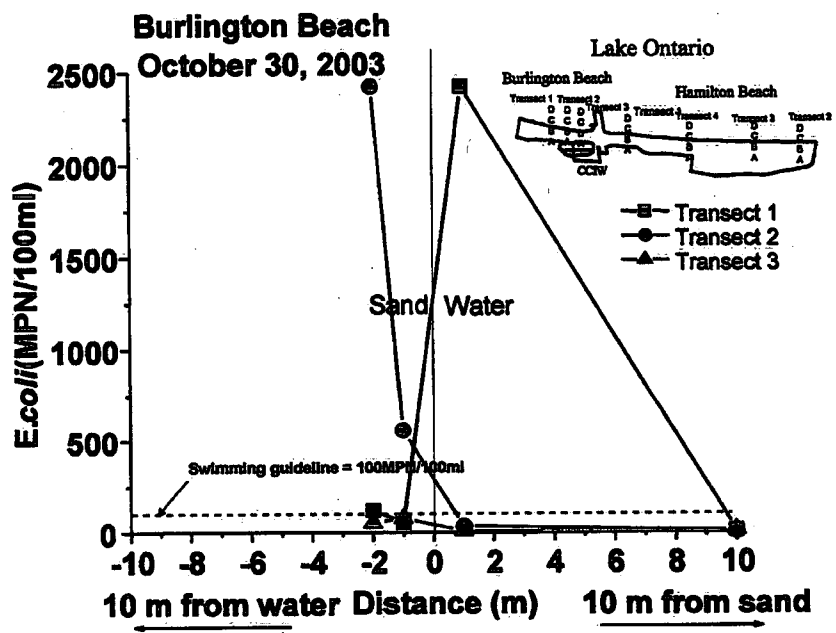 Burlington Beach
October 30, 2003
Lake Ontario
Burlington Beach
Hamilton Beach
Transect 1 Transect 2 Transect 3 Transect 4 Transect 3 Transect 2
D D D D D D D
C C C C C C C
B B B B B B
A A A A A
CCIW
Transect 1
Transect 2
Transect 3
Sand Water
Swimming guideline = 100MPN/100ml
E.coli(MPN/100ml)
2500
2000
1500
1000
500
0
-10 -8 -6 -4 -2 0 2 4 6 8 10
10 m from water Distance (m) 10 m from sand